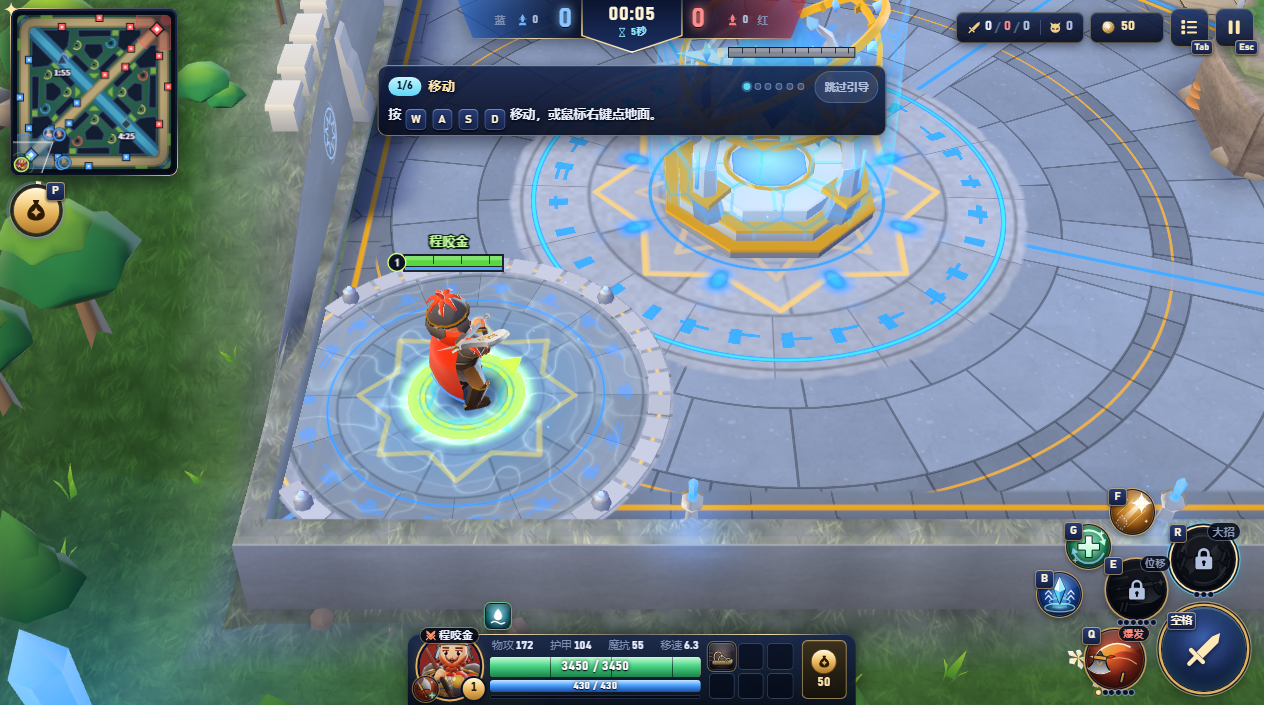 蓝 0 0 00:05 0 0 红
5秒
0 / 0 / 0 0 50
Tab Esc
1:55
4:25
P
1/6 移动 跳过引导
按 W A S D 移动，或鼠标右键点地面。
程咬金
1
F
G
R 大招
E 位移
B
空格
Q 爆发
程咬金
物攻 172 护甲 104 魔抗 55 移速 6.3
3450 / 3450
430 / 430
1
50